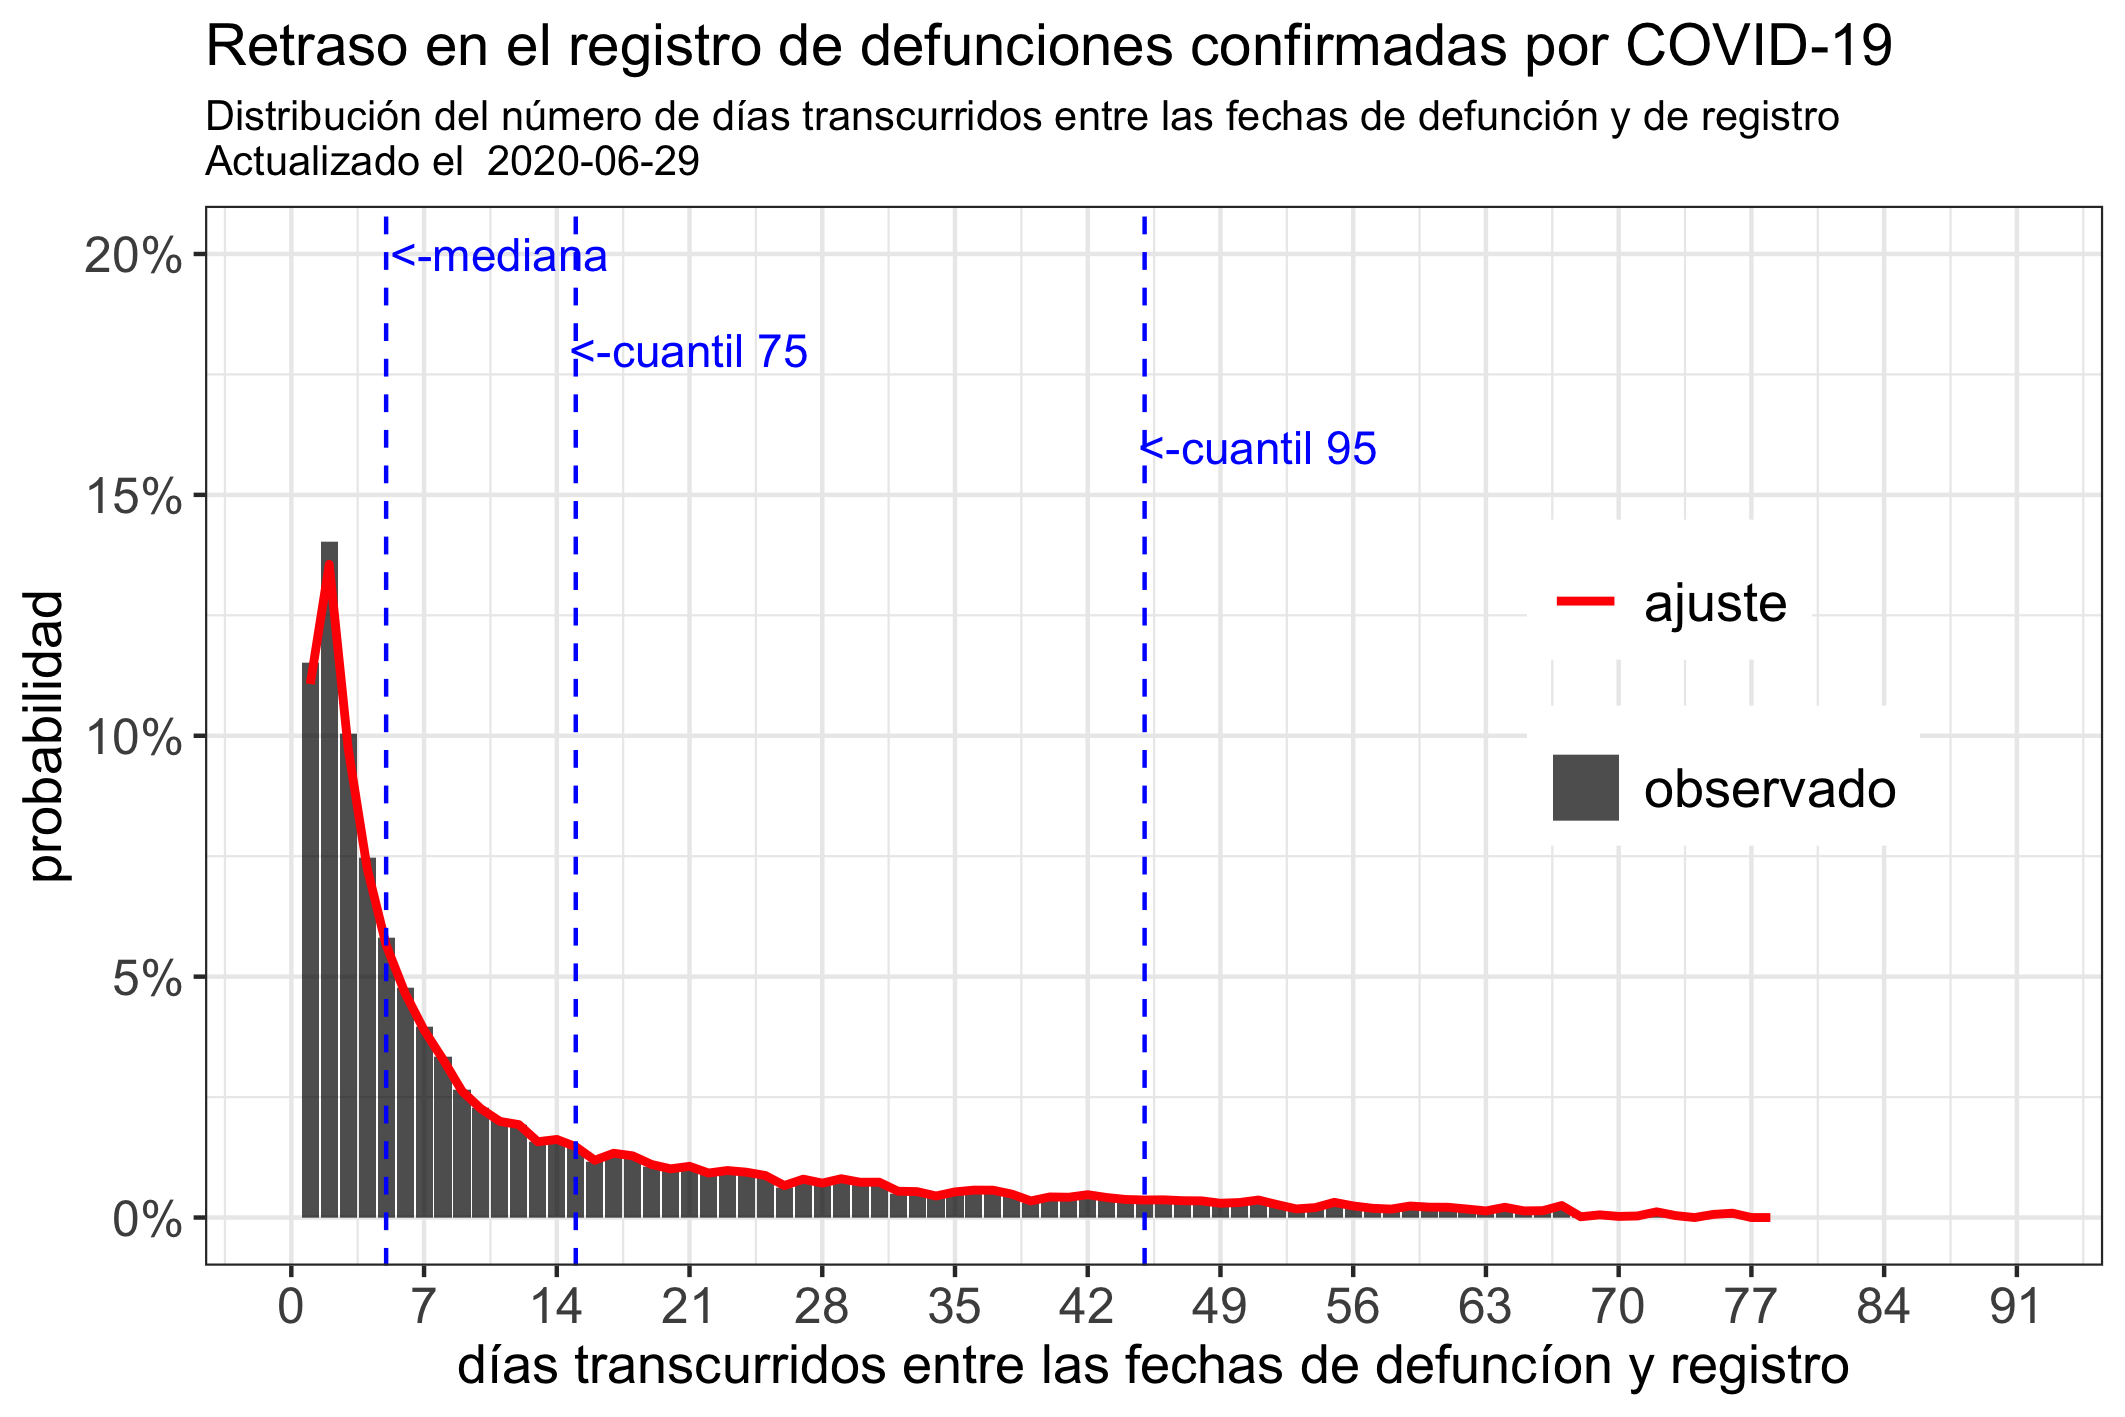 Retraso en el registro de defunciones confirmadas por COVID-19
Distribución del número de días transcurridos entre las fechas de defunción y de registro
Actualizado el  2020-06-29
20%
15%
10%
5%
0%
probabilidad
<-mediana
<-cuantil 75
<-cuantil 95
ajuste
observado
0 7 14 21 28 35 42 49 56 63 70 77 84 91
días transcurridos entre las fechas de defuncíon y registro